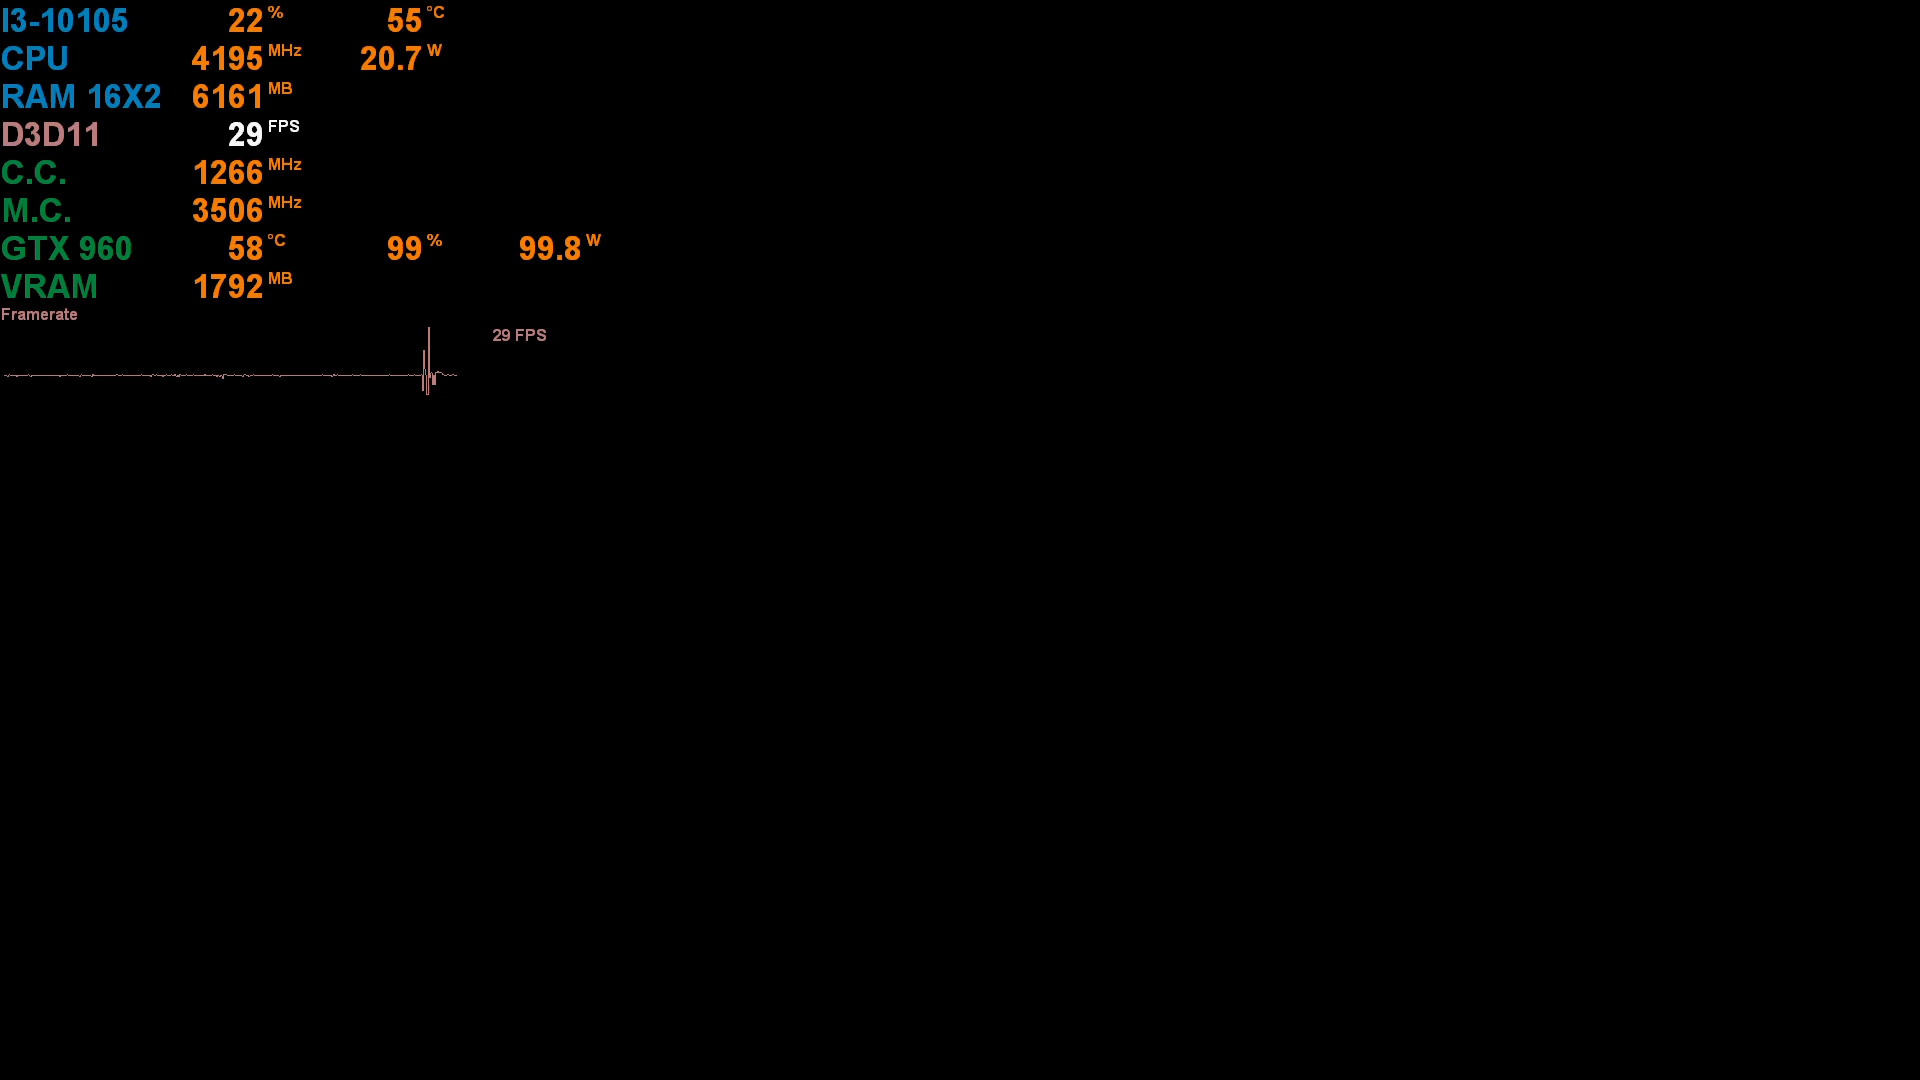 I3-10105 22 % 55 °C
CPU 4195 MHz 20.7 W
RAM 16X2 6161 MB
D3D11 29 FPS
C.C. 1266 MHz
M.C. 3506 MHz
GTX 960 58 °C 99 % 99.8 W
VRAM 1792 MB
Framerate
29 FPS